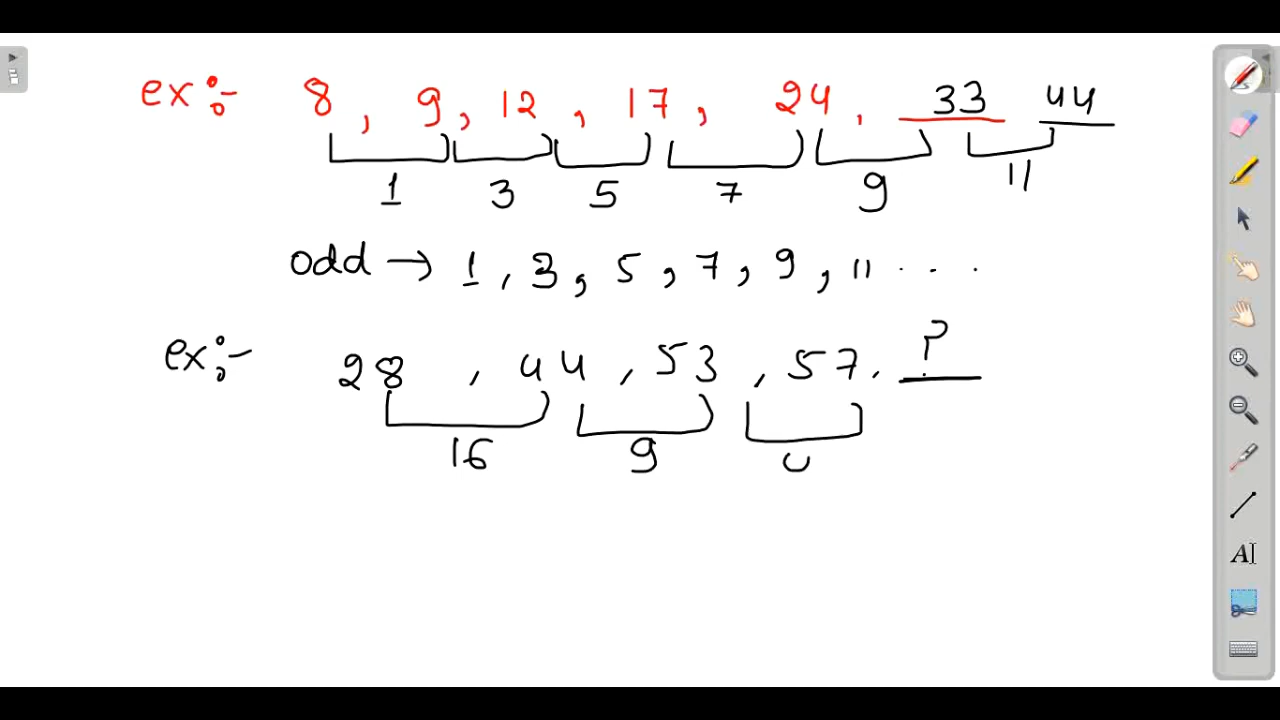 ex:- 8, 9, 12, 17, 24, 33 44
1 3 5 7 9 11
odd → 1, 3, 5, 7, 9, 11 ....
ex:- 28, 44, 53, 57, ?
16 9
AI